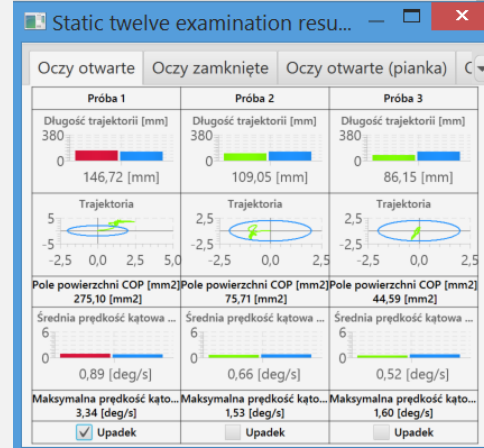 Static twelve examination resu...
Oczy otwarte Oczy zamknięte Oczy otwarte (pianka)
Próba 1 Próba 2 Próba 3
Długość trajektorii [mm] Długość trajektorii [mm] Długość trajektorii [mm]
380 380 380
0 0 0
146,72 [mm] 109,05 [mm] 86,15 [mm]
Trajektoria Trajektoria Trajektoria
5 2,5 2,5
-5 -2,5 -2,5
-2,5 0,0 2,5 5,0 -2,5 0,0 2,5 -2,5 0,0 2,5
Pole powierzchni COP [mm2] Pole powierzchni COP [mm2] Pole powierzchni COP [mm2]
275,10 [mm2] 75,71 [mm2] 44,59 [mm2]
Średnia prędkość kątowa ... Średnia prędkość kątowa ... Średnia prędkość kątowa ...
6 6 6
0 0 0
0,89 [deg/s] 0,66 [deg/s] 0,52 [deg/s]
Maksymalna prędkość kąto... Maksymalna prędkość kąto... Maksymalna prędkość kąto...
3,34 [deg/s] 1,53 [deg/s] 1,60 [deg/s]
Upadek Upadek Upadek